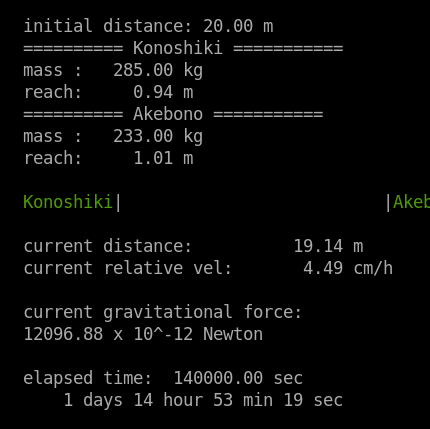 initial distance: 20.00 m
========== Konoshiki ===========
mass :   285.00 kg
reach:     0.94 m
========== Akebono ===========
mass :   233.00 kg
reach:     1.01 m
Konoshiki|                          |Akeb
current distance:          19.14 m
current relative vel:       4.49 cm/h
current gravitational force:
12096.88 x 10^-12 Newton
elapsed time:  140000.00 sec
    1 days 14 hour 53 min 19 sec